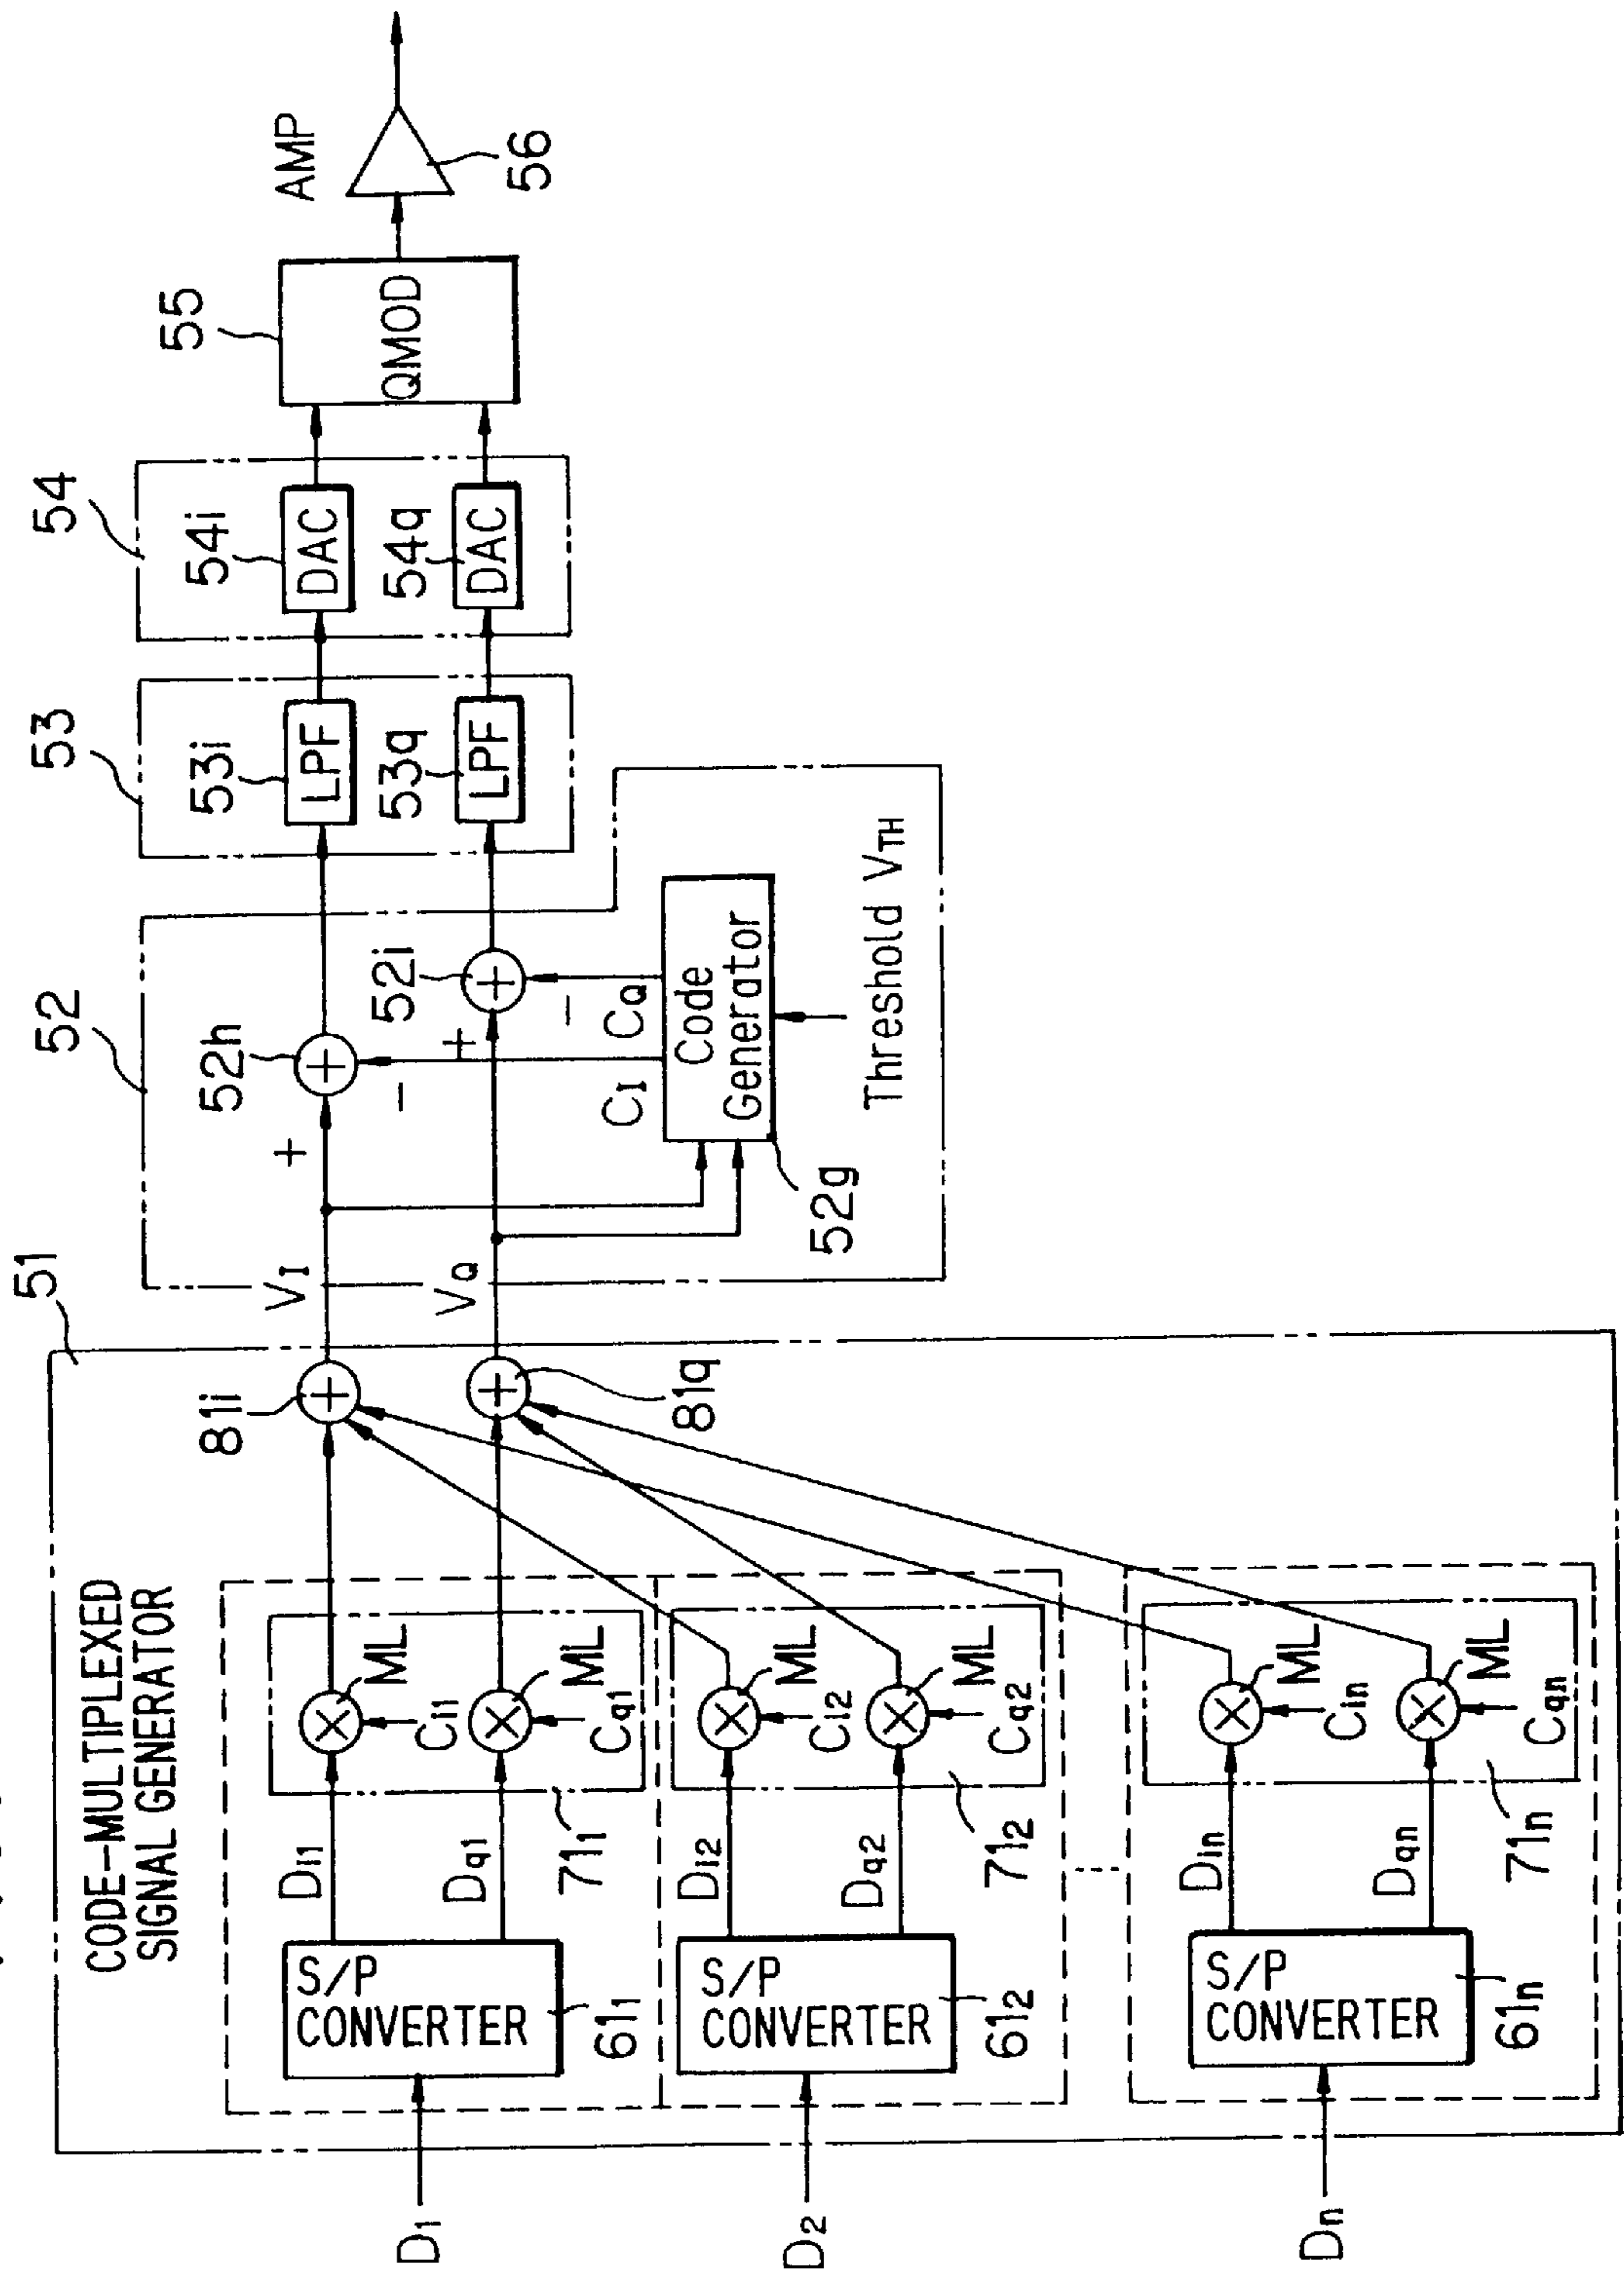 51
CODE-MULTIPLEXED
SIGNAL GENERATOR
D1
S/P
CONVERTER
611
Di1
Dq1
ML
Ci1
ML
Cq1
711
D2
S/P
CONVERTER
612
Di2
Dq2
ML
Ci2
ML
Cq2
712
Dn
S/P
CONVERTER
61n
Din
Dqn
ML
Cin
ML
Cqn
71n
81i
81q
VI
VQ
52
52h
+
−
52i
+
−
CI
CQ
Code
Generator
52g
Threshold VTH
53
53i
LPF
53q
LPF
54
54i
DAC
54q
DAC
55
QMOD
AMP
56